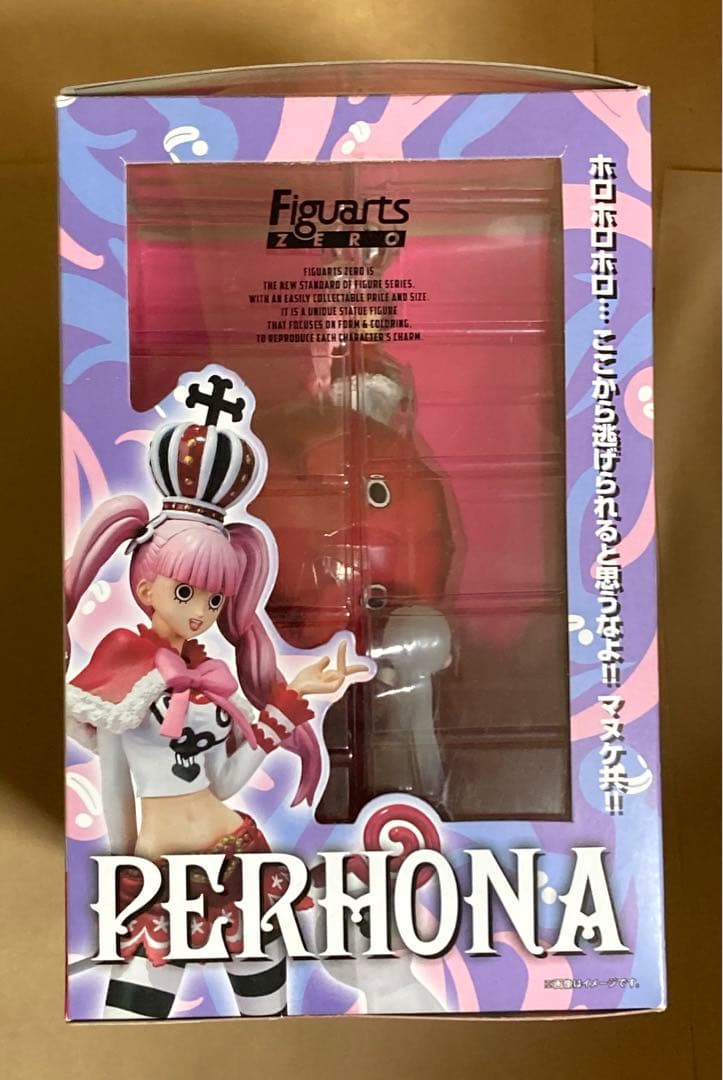 Figuarts
ZERO
FIGUARTS ZERO IS
THE NEW STANDARD OF FIGURE SERIES.
WITH AN EASILY COLLECTABLE PRICE AND SIZE.
IT IS A UNIQUE STATUE FIGURE
THAT FOCUSES ON FORM & COLORING,
TO REPRODUCE EACH CHARACTER'S CHARM.
ホロホロホロ…ここから逃げられると思うなよ!! マヌケ共!!
PERHONA
※画像はイメージです。